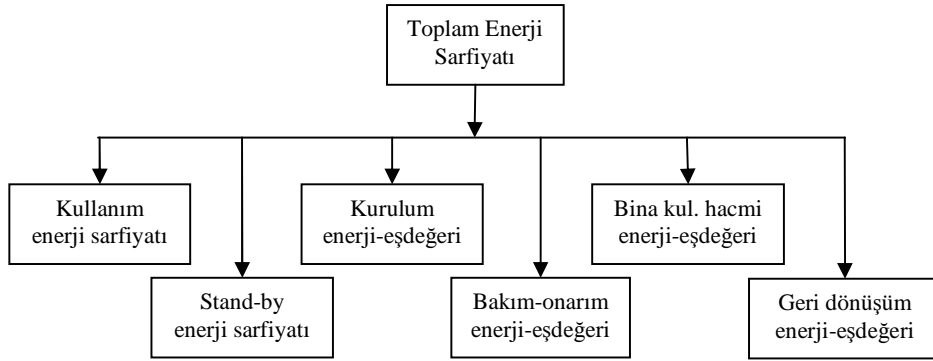 Toplam Enerji
Sarfiyatı
Kullanım
enerji sarfiyatı
Kurulum
enerji-eşdeğeri
Bina kul. hacmi
enerji-eşdeğeri
Stand-by
enerji sarfiyatı
Bakım-onarım
enerji-eşdeğeri
Geri dönüşüm
enerji-eşdeğeri